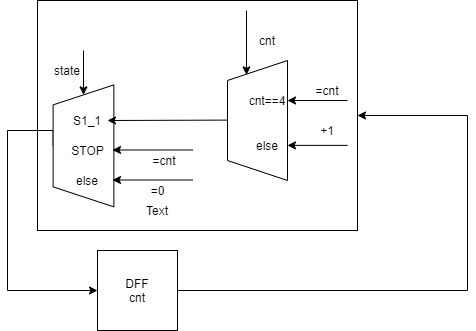 cnt
state
cnt==4
=cnt
S1_1
+1
else
STOP
=cnt
else
=0
Text
DFF
cnt